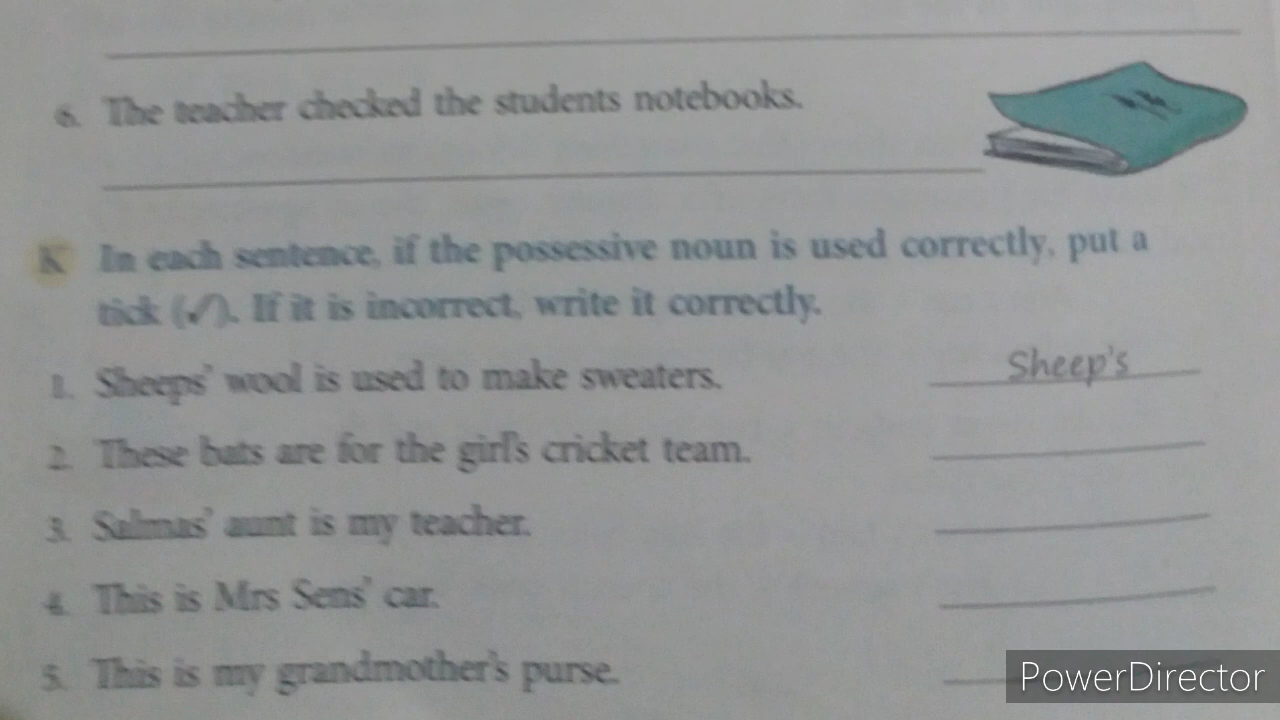 6. The teacher checked the students notebooks.
K In each sentence, if the possessive noun is used correctly, put a
tick (✓). If it is incorrect, write it correctly.
1. Sheeps' wool is used to make sweaters. Sheep's
2. These bats are for the girl's cricket team.
3. Salmas' aunt is my teacher.
4. This is Mrs Sens' car.
5. This is my grandmother's purse.
PowerDirector